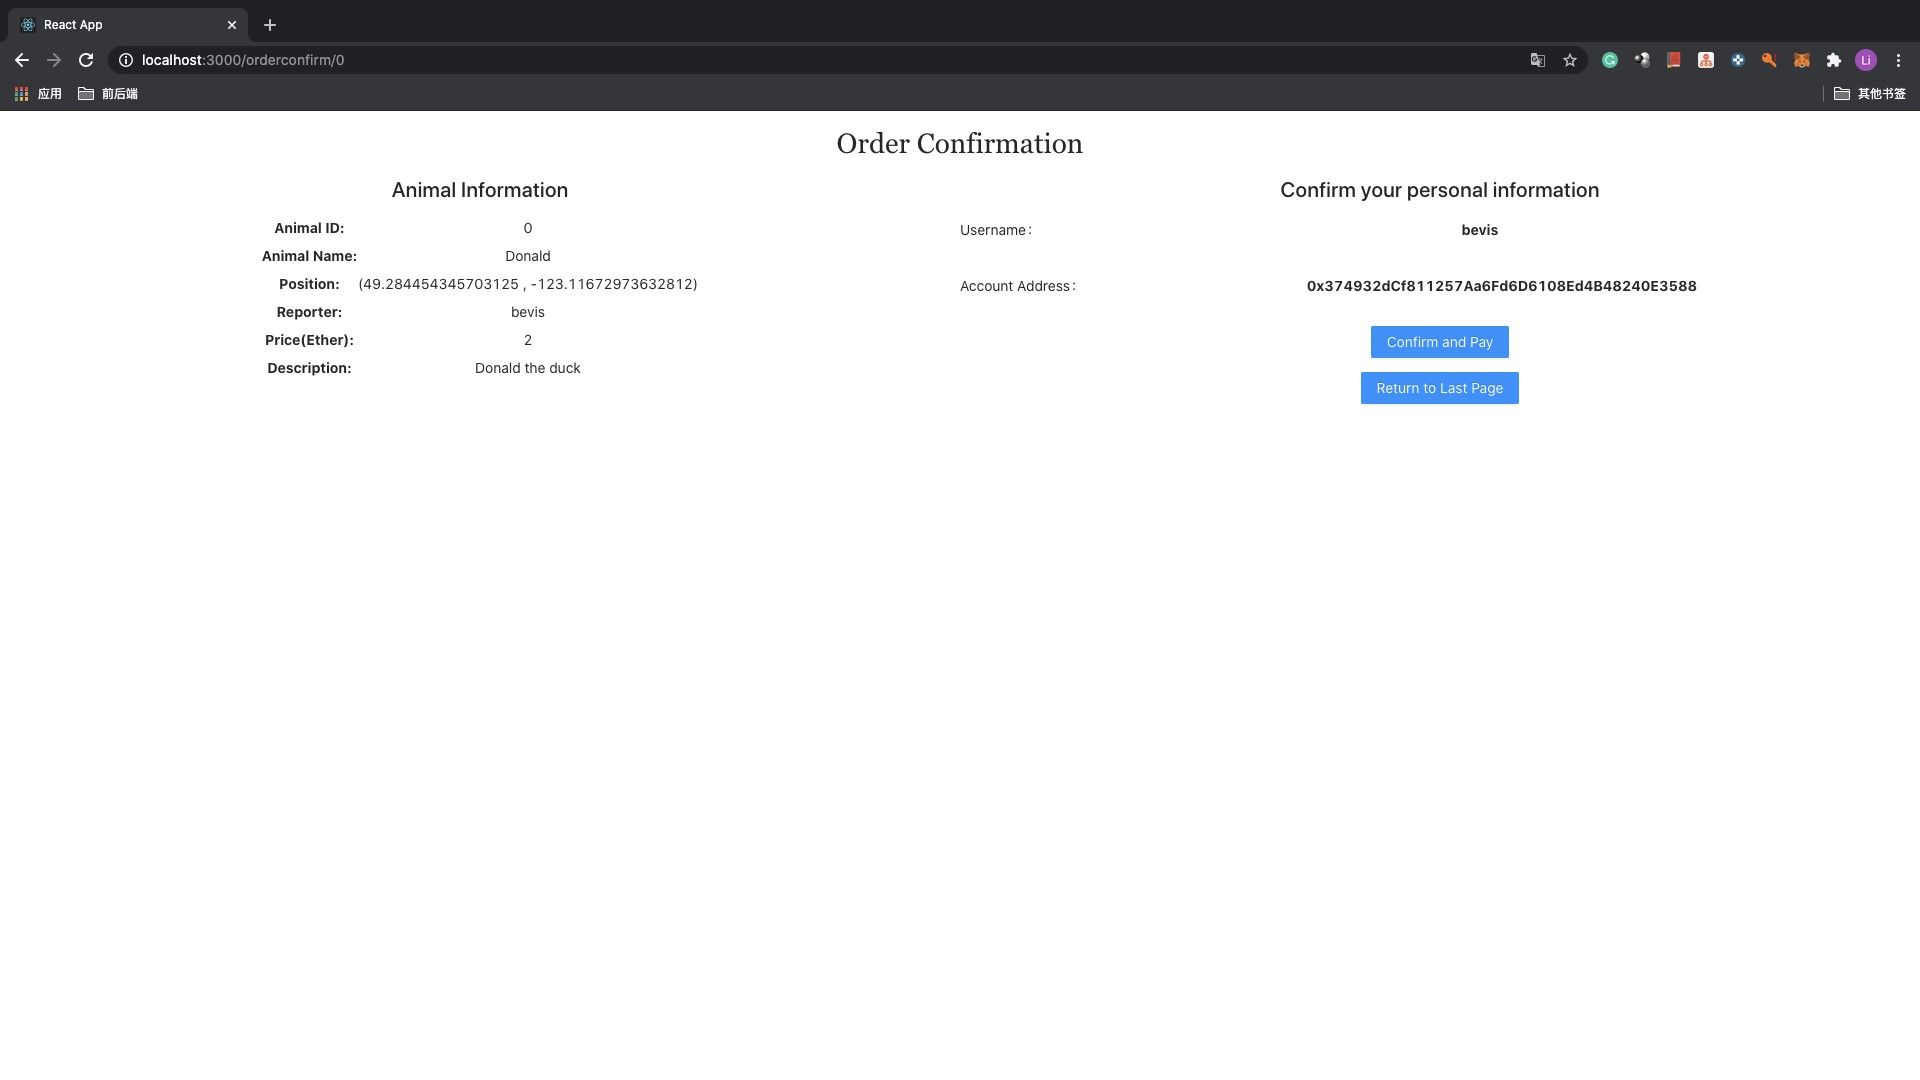 React App
localhost:3000/orderconfirm/0
Li
应用
前后端
其他书签
Order Confirmation
Animal Information
Animal ID: 0
Animal Name: Donald
Position: (49.284454345703125 , -123.11672973632812)
Reporter: bevis
Price(Ether): 2
Description: Donald the duck
Confirm your personal information
Username: bevis
Account Address: 0x374932dCf811257Aa6Fd6D6108Ed4B48240E3588
Confirm and Pay
Return to Last Page